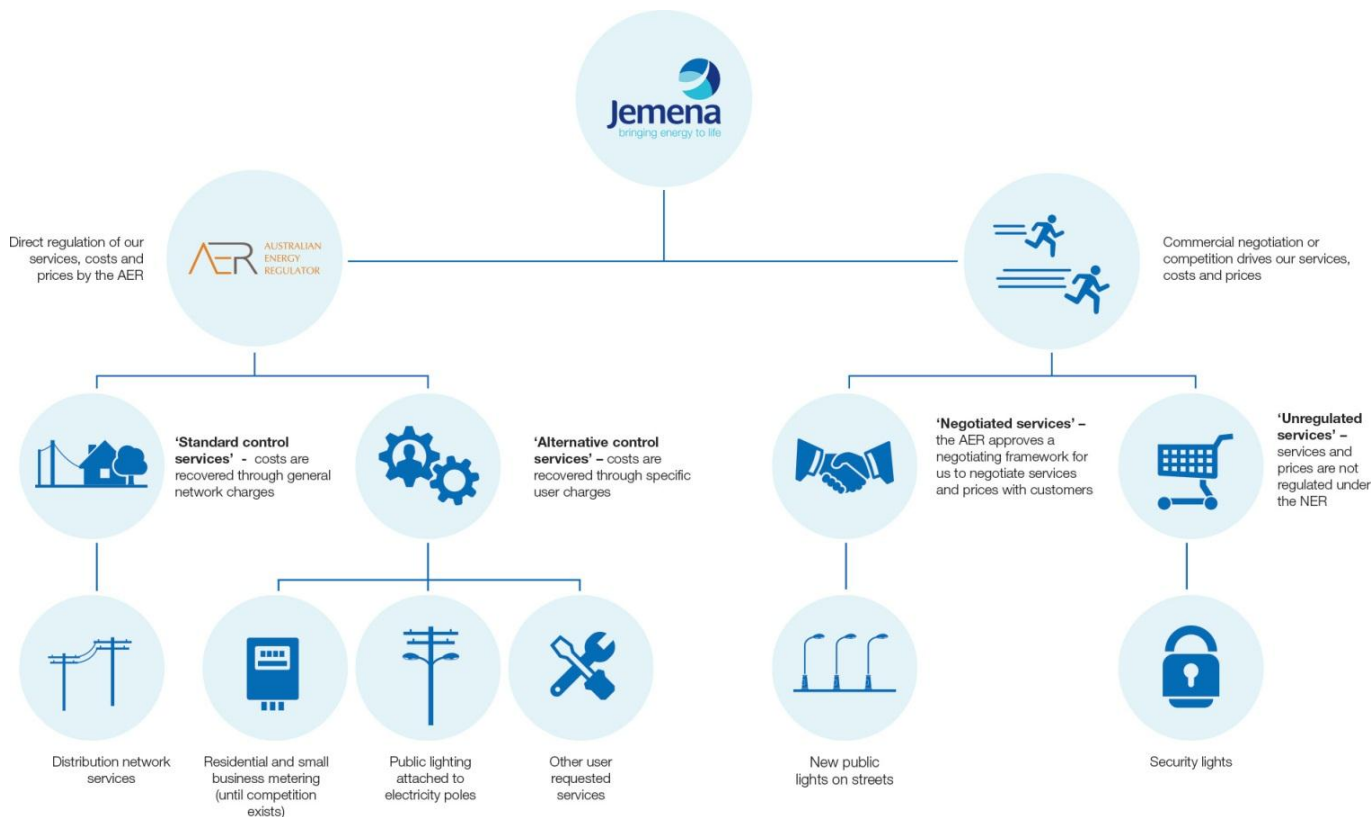 Jemena
bringing energy to life
Direct regulation of our
services, costs and
prices by the AER
AER
AUSTRALIAN
ENERGY
REGULATOR
Commercial negotiation or
competition drives our services,
costs and prices
‘Standard control
services’ - costs are
recovered through general
network charges
‘Alternative control
services’ – costs are
recovered through specific
user charges
‘Negotiated services’ –
the AER approves a
negotiating framework for
us to negotiate services
and prices with customers
‘Unregulated
services’ –
services and
prices are not
regulated under
the NER
Distribution network
services
Residential and small
business metering
(until competition
exists)
Public lighting
attached to
electricity poles
Other user
requested
services
New public
lights on streets
Security lights